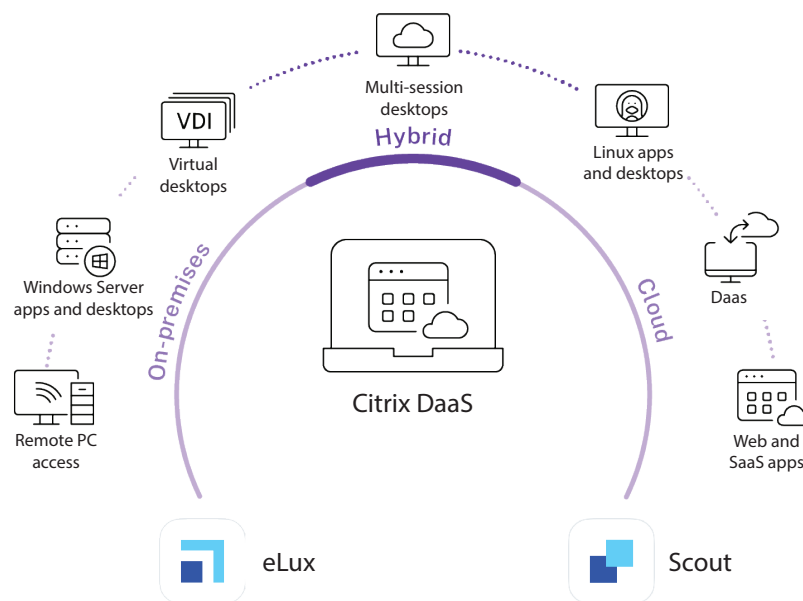 Multi-session
desktops
Hybrid
VDI
Virtual
desktops
Linux apps
and desktops
Windows Server
apps and desktops
On-premises
Cloud
Daas
Remote PC
access
Citrix DaaS
Web and
SaaS apps
eLux
Scout